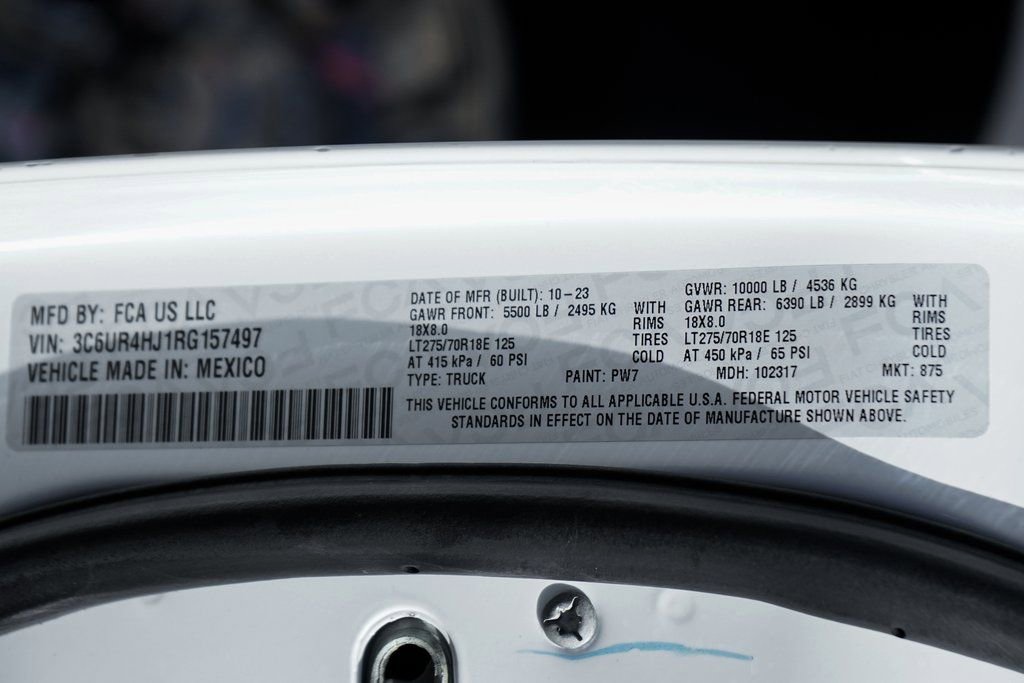 MFD BY: FCA US LLC
VIN: 3C6UR4HJ1RG157497
VEHICLE MADE IN: MEXICO
DATE OF MFR (BUILT): 10-23
GAWR FRONT: 5500 LB / 2495 KG WITH
18X8.0 RIMS
LT275/70R18E 125 TIRES
AT 415 kPa / 60 PSI COLD
GVWR: 10000 LB / 4536 KG
GAWR REAR: 6390 LB / 2899 KG WITH
18X8.0 RIMS
LT275/70R18E 125 TIRES
AT 450 kPa / 65 PSI COLD
TYPE: TRUCK PAINT: PW7 MDH: 102317 MKT: 875
THIS VEHICLE CONFORMS TO ALL APPLICABLE U.S.A. FEDERAL MOTOR VEHICLE SAFETY
STANDARDS IN EFFECT ON THE DATE OF MANUFACTURE SHOWN ABOVE.